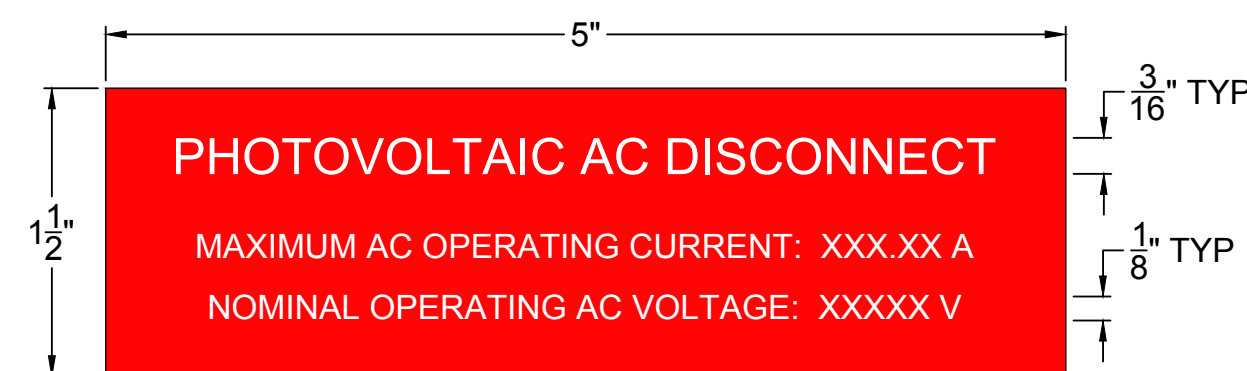 5"
3/16" TYP
PHOTOVOLTAIC AC DISCONNECT
1 1/2"
MAXIMUM AC OPERATING CURRENT: XXX.XX A
1/8" TYP
NOMINAL OPERATING AC VOLTAGE: XXXXX V